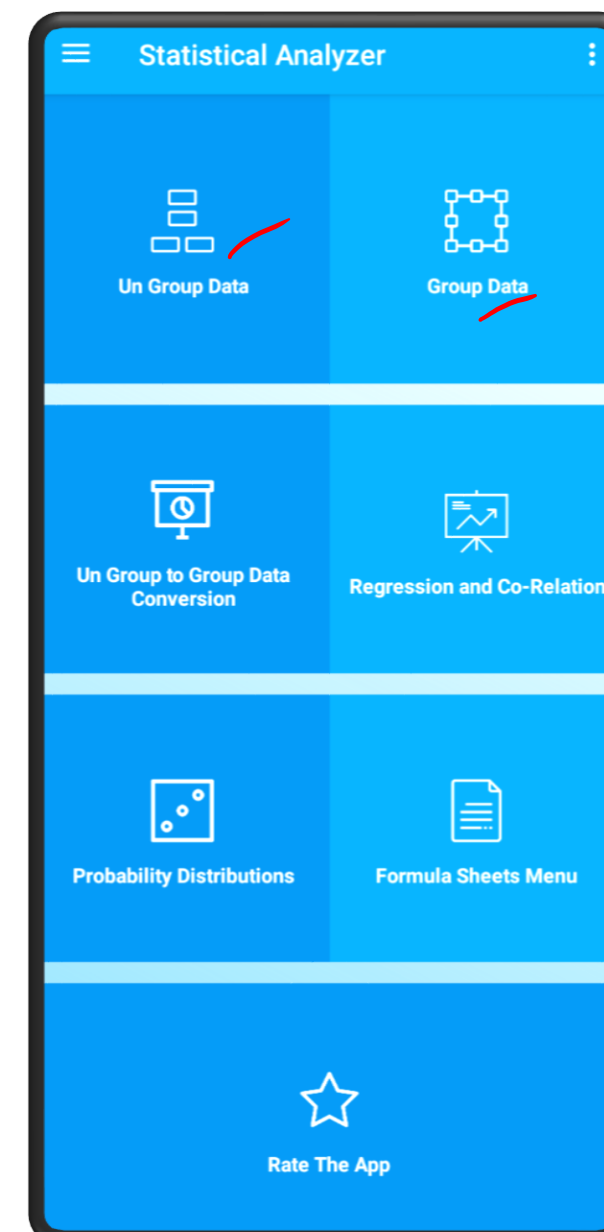 Statistical Analyzer
Un Group Data
Group Data
Un Group to Group Data
Conversion
Regression and Co-Relation
Probability Distributions
Formula Sheets Menu
Rate The App